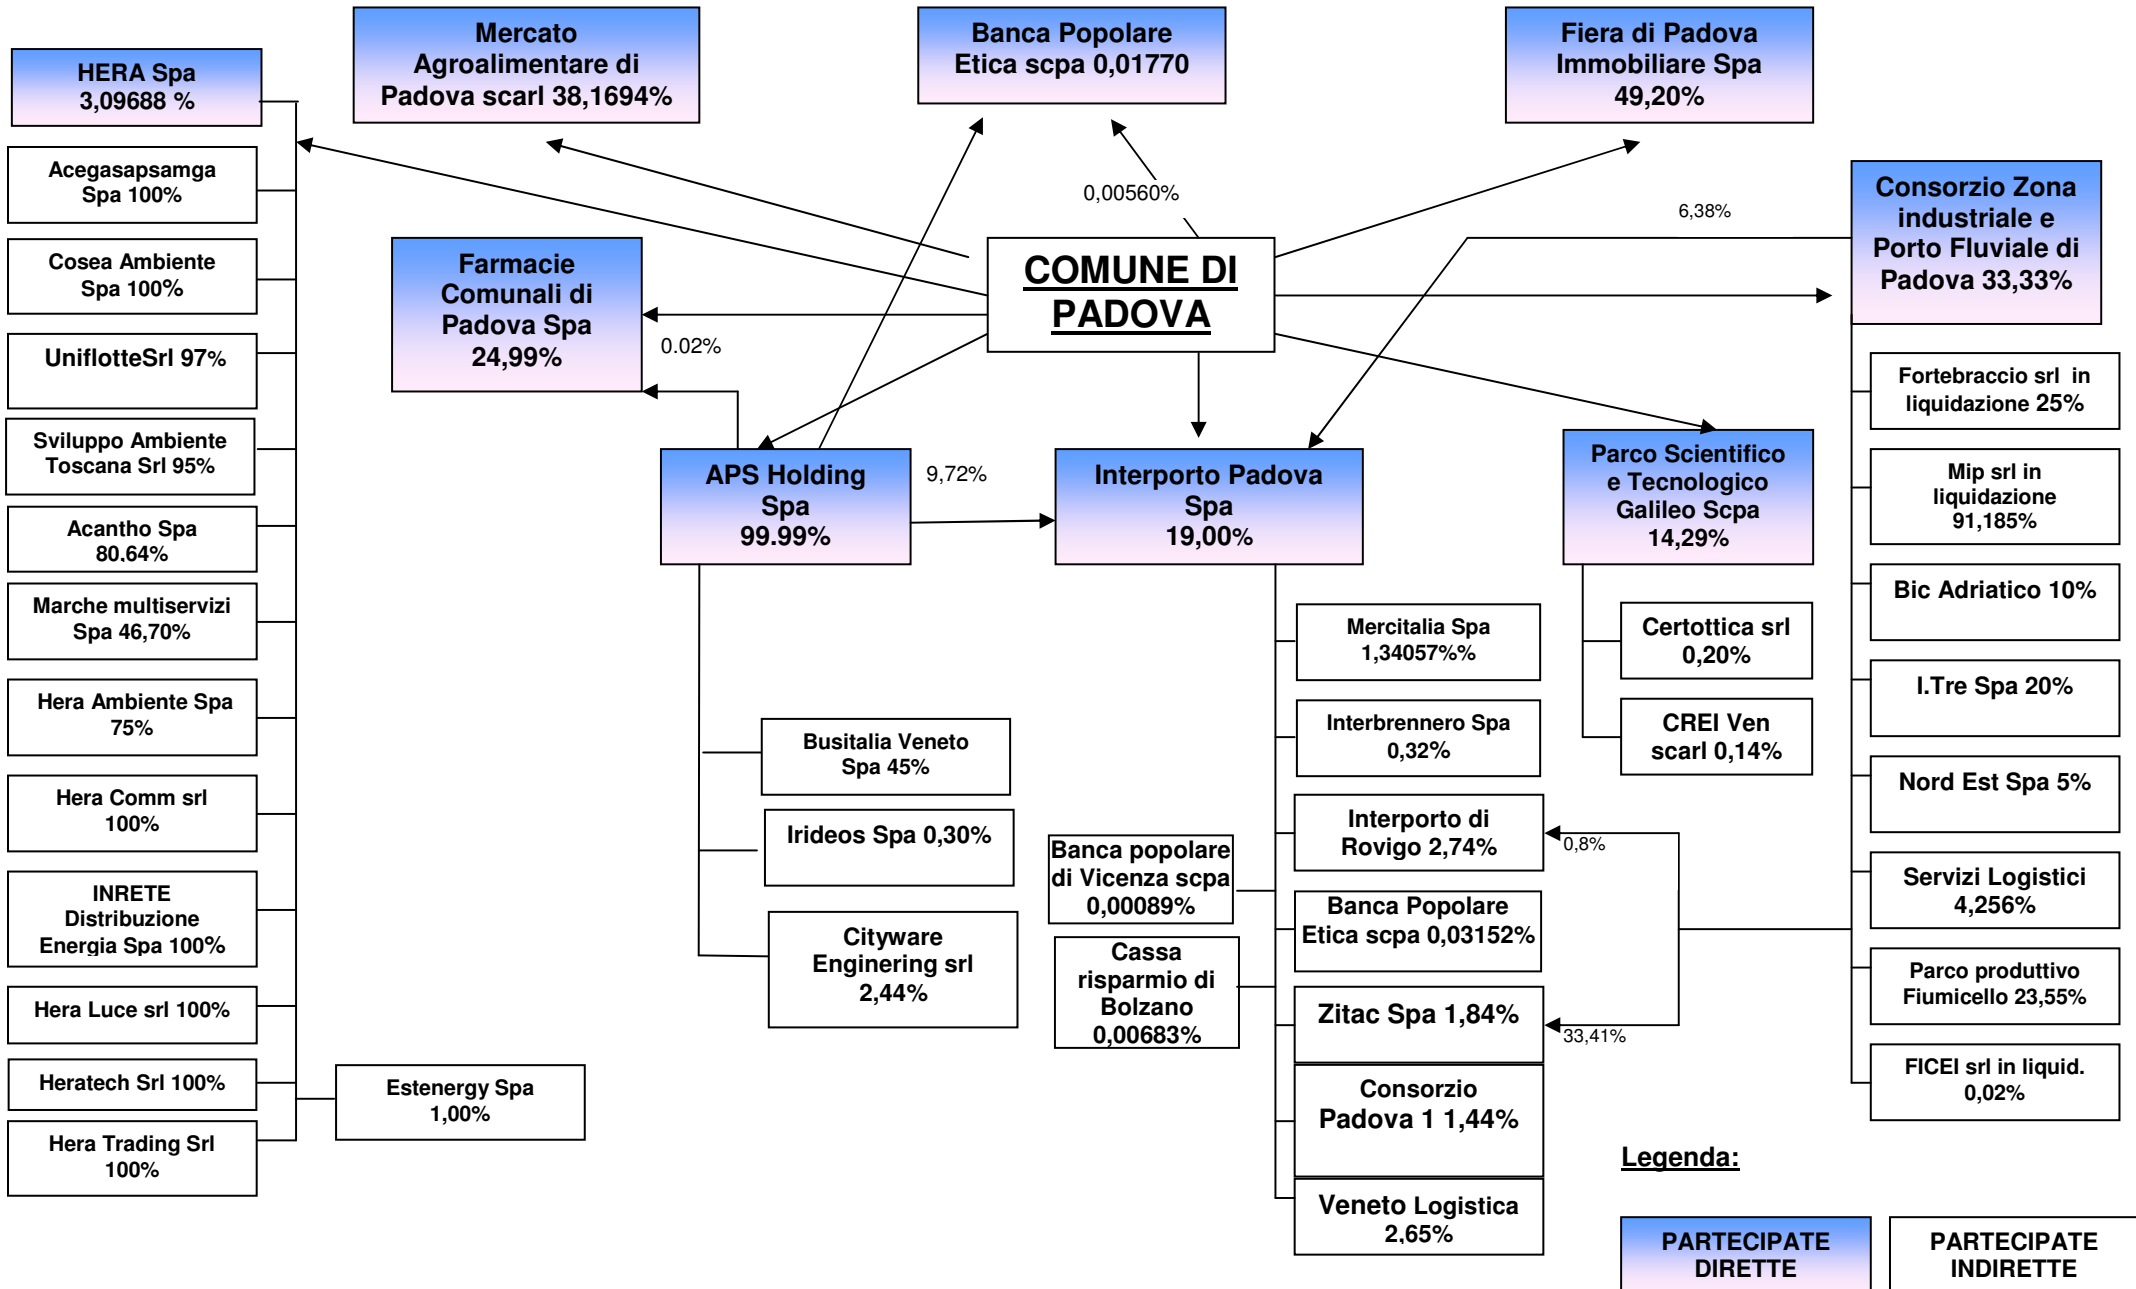 Mercato
Agroalimentare di
Padova scarl 38,1694%
Banca Popolare
Etica scpa 0,01770
Fiera di Padova
Immobiliare Spa
49,20%
HERA Spa
3,09688 %
Acegasapsamga
Spa 100%
Cosea Ambiente
Spa 100%
UniflotteSrl 97%
Sviluppo Ambiente
Toscana Srl 95%
Acantho Spa
80,64%
Marche multiservizi
Spa 46,70%
Hera Ambiente Spa
75%
Hera Comm srl
100%
INRETE
Distribuzione
Energia Spa 100%
Hera Luce srl 100%
Heratech Srl 100%
Hera Trading Srl
100%
Estenergy Spa
1,00%
0,00560%
6,38%
Consorzio Zona
industriale e
Porto Fluviale di
Padova 33,33%
COMUNE DI
PADOVA
Farmacie
Comunali di
Padova Spa
24,99%
0.02%
APS Holding
Spa
99.99%
9,72%
Interporto Padova
Spa
19,00%
Parco Scientifico
e Tecnologico
Galileo Scpa
14,29%
Busitalia Veneto
Spa 45%
Irideos Spa 0,30%
Cityware
Enginering srl
2,44%
Mercitalia Spa
1,34057%%
Interbrennero Spa
0,32%
Interporto di
Rovigo 2,74%
0,8%
Banca popolare
di Vicenza scpa
0,00089%
Banca Popolare
Etica scpa 0,03152%
Cassa
risparmio di
Bolzano
0,00683%
Zitac Spa 1,84%
33,41%
Consorzio
Padova 1 1,44%
Veneto Logistica
2,65%
Certottica srl
0,20%
CREI Ven
scarl 0,14%
Fortebraccio srl in
liquidazione 25%
Mip srl in
liquidazione
91,185%
Bic Adriatico 10%
I.Tre Spa 20%
Nord Est Spa 5%
Servizi Logistici
4,256%
Parco produttivo
Fiumicello 23,55%
FICEI srl in liquid.
0,02%
Legenda:
PARTECIPATE
DIRETTE
PARTECIPATE
INDIRETTE